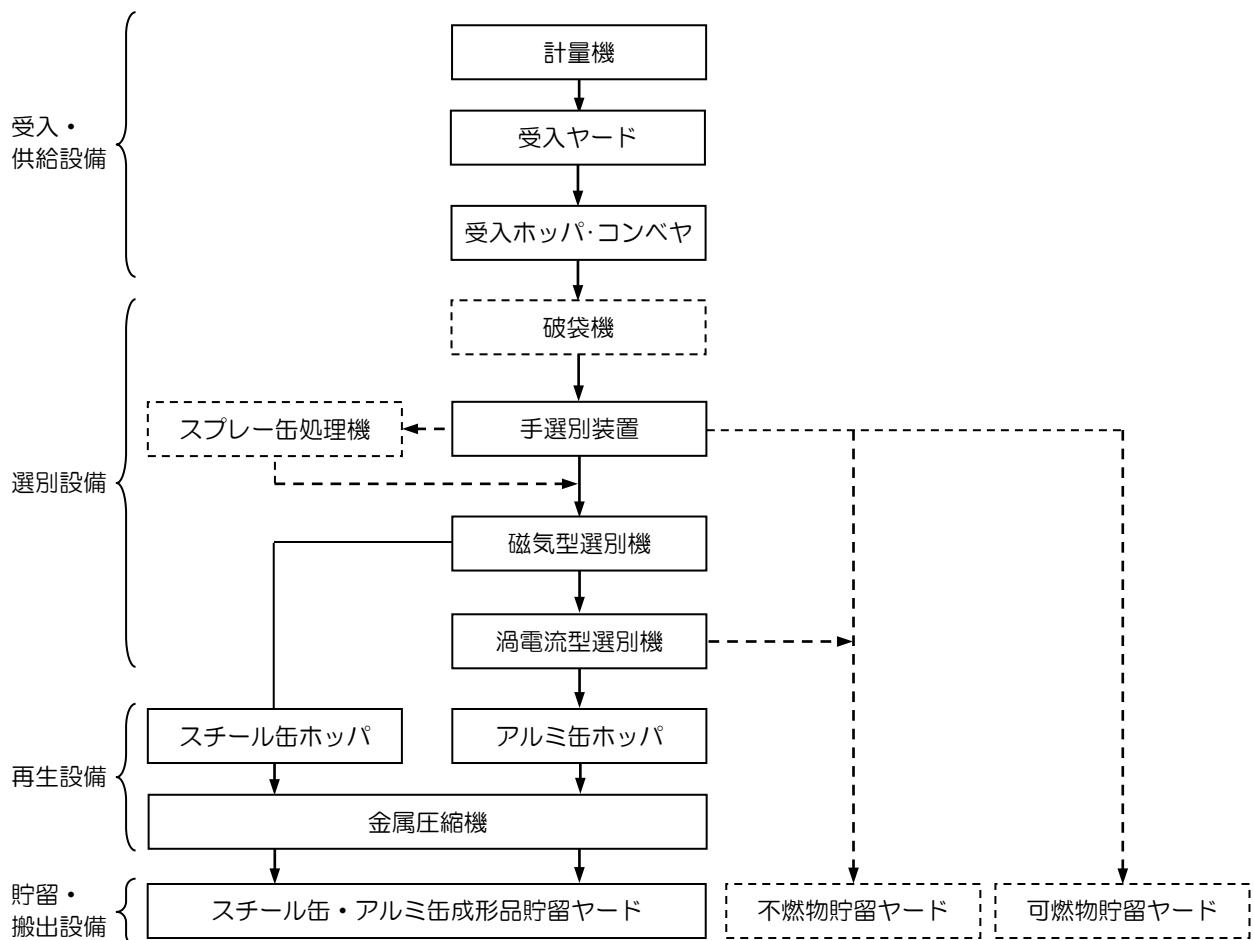 計量機
受入・
供給設備
受入ヤード
受入ホッパ・コンベヤ
破袋機
スプレー缶処理機
手選別装置
選別設備
磁気型選別機
渦電流型選別機
スチール缶ホッパ
アルミ缶ホッパ
再生設備
金属圧縮機
貯留・
搬出設備
スチール缶・アルミ缶成形品貯留ヤード
不燃物貯留ヤード
可燃物貯留ヤード